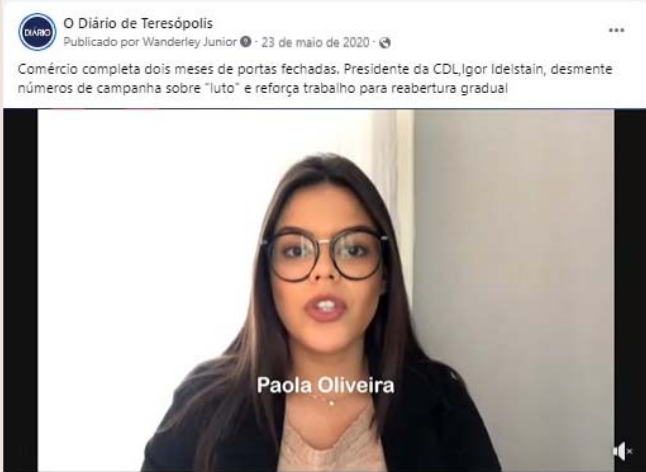 DIÁRIO
O Diário de Teresópolis
Publicado por Wanderley Junior · 23 de maio de 2020 ·
Comércio completa dois meses de portas fechadas. Presidente da CDL,Igor Idelstain, desmente
números de campanha sobre "luto" e reforça trabalho para reabertura gradual
Paola Oliveira